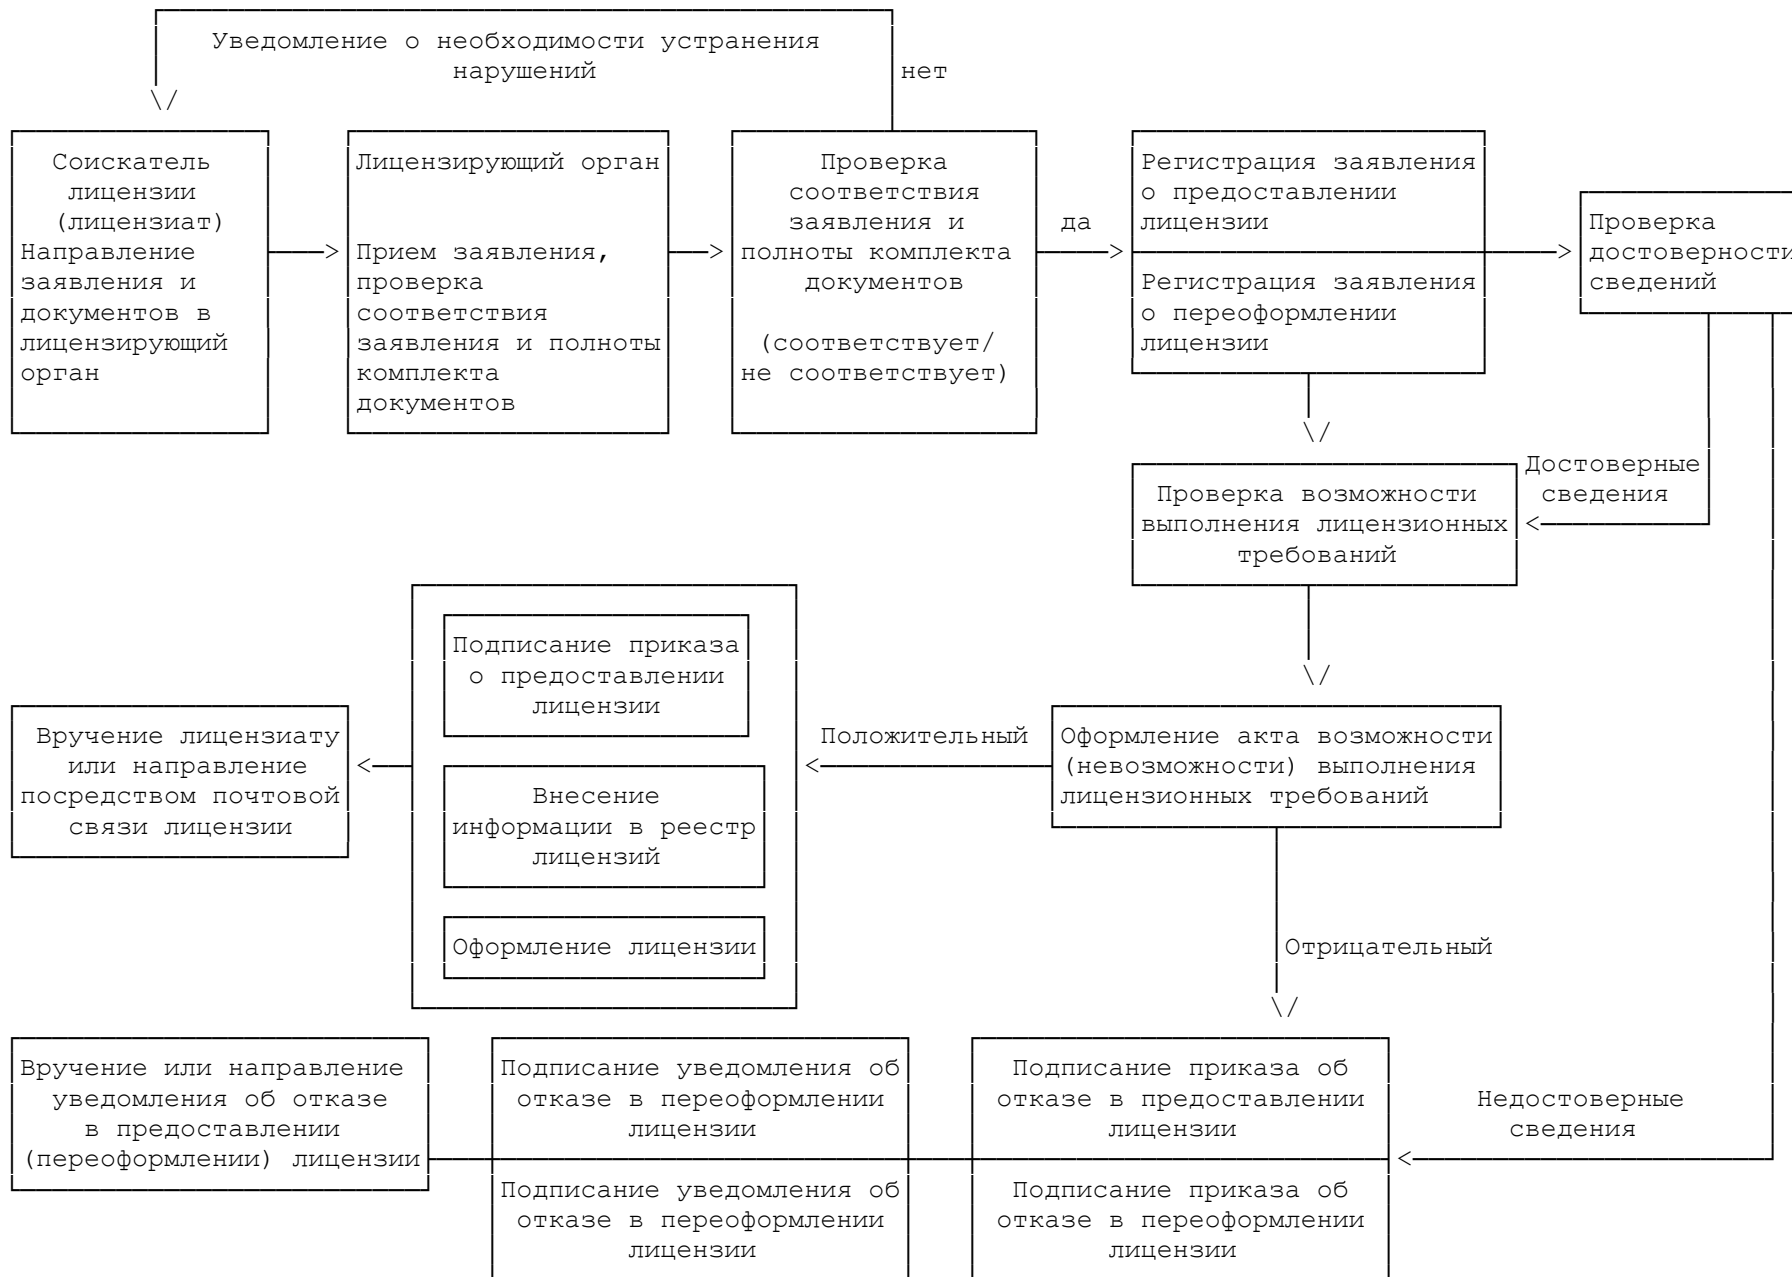 Уведомление о необходимости устранения
нарушений
нет
Соискатель
лицензии
(лицензиат)
Направление
заявления и
документов в
лицензирующий
орган
Лицензирующий орган
Прием заявления,
проверка
соответствия
заявления и полноты
комплекта
документов
Проверка
соответствия
заявления и
полноты комплекта
документов
(соответствует/
не соответствует)
да
Регистрация заявления
о предоставлении
лицензии
Регистрация заявления
о переоформлении
лицензии
Проверка
достоверности
сведений
Достоверные
сведения
Проверка возможности
выполнения лицензионных
требований
Подписание приказа
о предоставлении
лицензии
Внесение
информации в реестр
лицензий
Оформление лицензии
Вручение лицензиату
или направление
посредством почтовой
связи лицензии
Положительный
Оформление акта возможности
(невозможности) выполнения
лицензионных требований
Отрицательный
Вручение или направление
уведомления об отказе
в предоставлении
(переоформлении) лицензии
Подписание уведомления об
отказе в переоформлении
лицензии
Подписание уведомления об
отказе в переоформлении
лицензии
Подписание приказа об
отказе в предоставлении
лицензии
Подписание приказа об
отказе в переоформлении
лицензии
Недостоверные
сведения